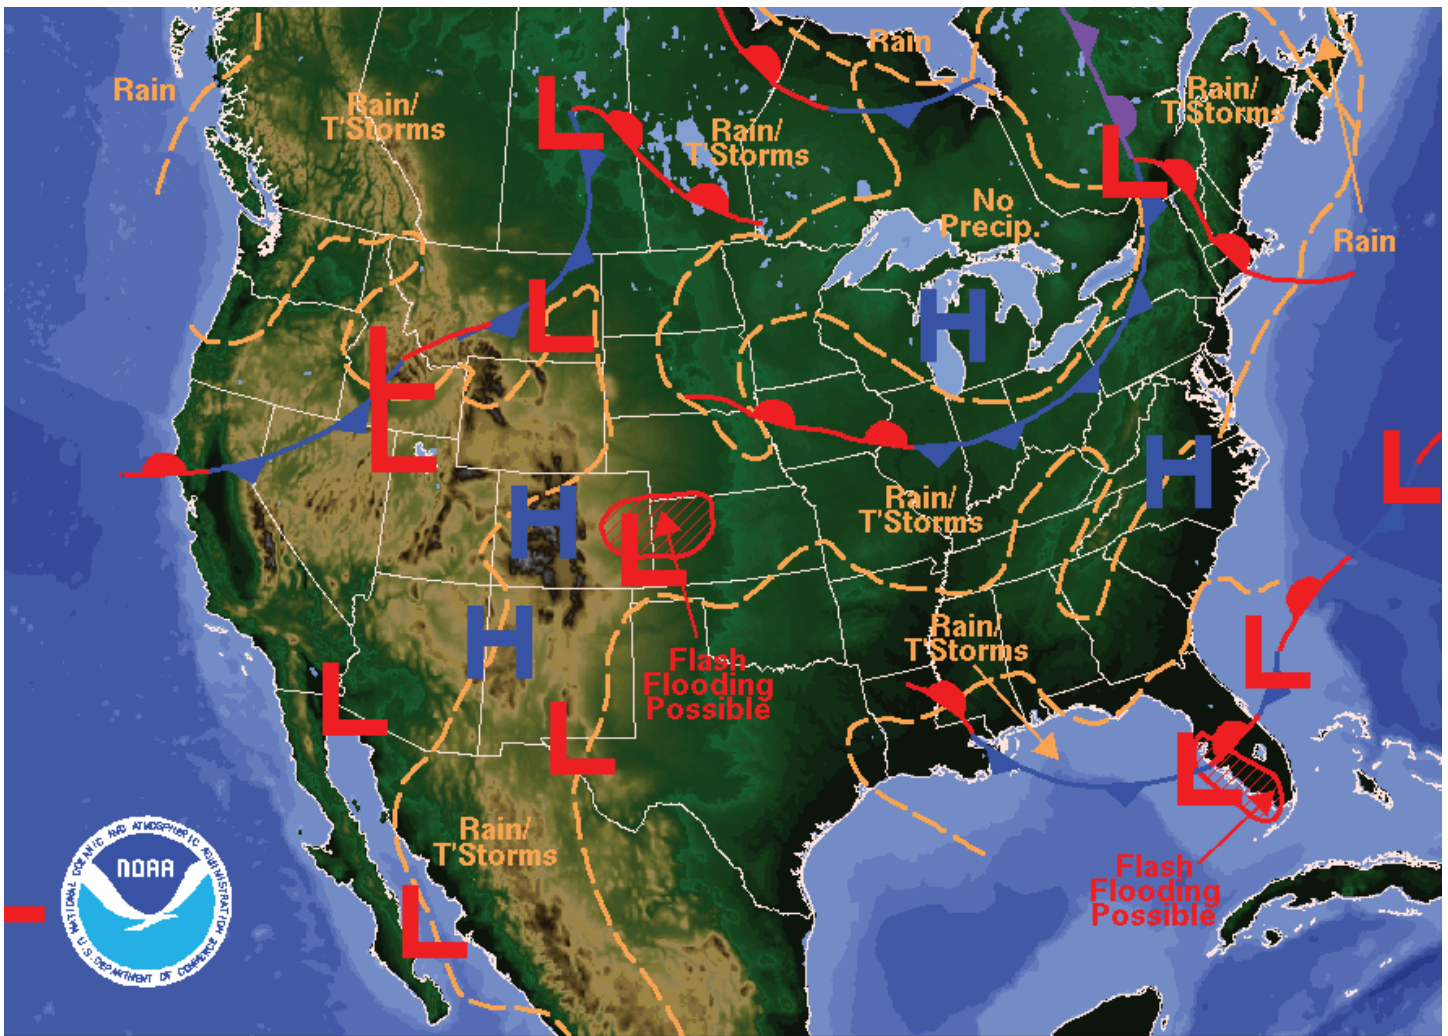 Rain
Rain
Rain/
T'Storms
Rain/
T'Storms
Rain/
T'Storms
L
L
L
No
Precip.
Rain
L
H
L
L
L
H
H
Rain/
T'Storms
L
H
Rain/
T'Storms
L
Flash
Flooding
Possible
L
L
L
Rain/
T'Storms
Flash
Flooding
Possible
L
NOAA
NATIONAL OCEANIC AND ATMOSPHERIC ADMINISTRATION
U.S. DEPARTMENT OF COMMERCE